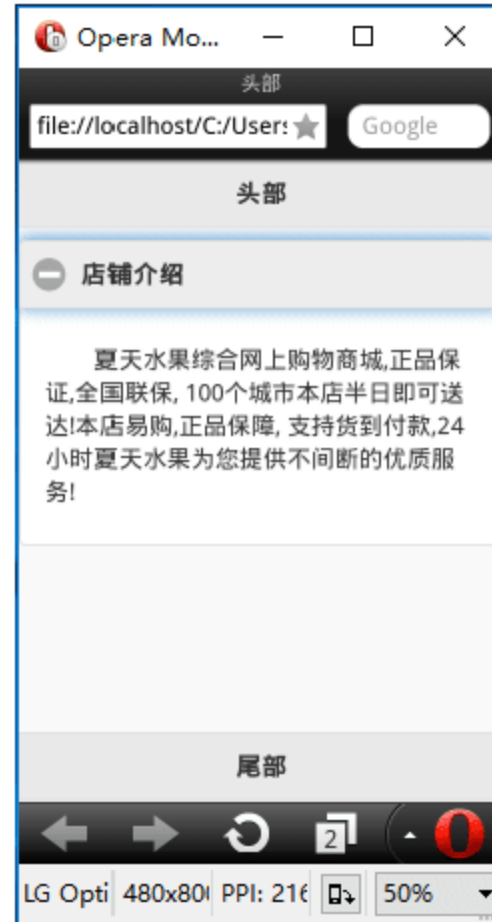 Opera Mo...
头部
file://localhost/C:/User
Google
头部
店铺介绍
夏天水果综合网上购物商城,正品保
证,全国联保, 100个城市本店半日即可送
达!本店易购,正品保障, 支持货到付款,24
小时夏天水果为您提供不间断的优质服
务!
尾部
2
LG Opti 480x80 PPI: 216 50%